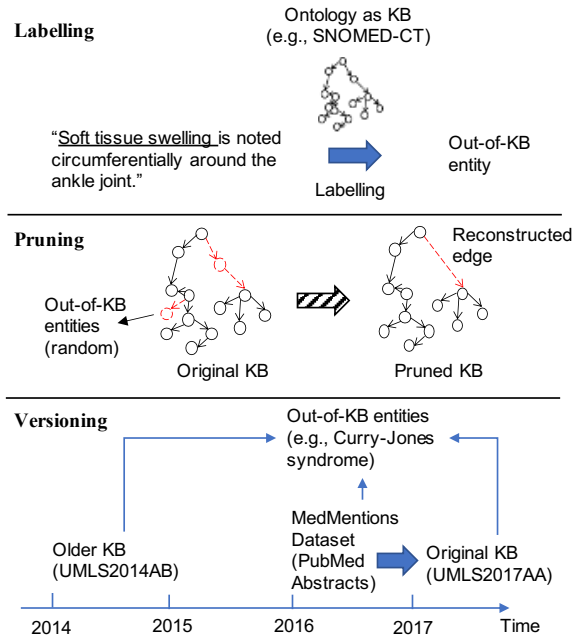 Labelling
Ontology as KB
(e.g., SNOMED-CT)
“Soft tissue swelling is noted
circumferentially around the
ankle joint.”
Labelling
Out-of-KB
entity
Pruning
Reconstructed
edge
Out-of-KB
entities
(random)
Original KB
Pruned KB
Versioning
Out-of-KB entities
(e.g., Curry-Jones
syndrome)
Older KB
(UMLS2014AB)
MedMentions
Dataset
(PubMed
Abstracts)
Original KB
(UMLS2017AA)
2014
2015
2016
2017
Time